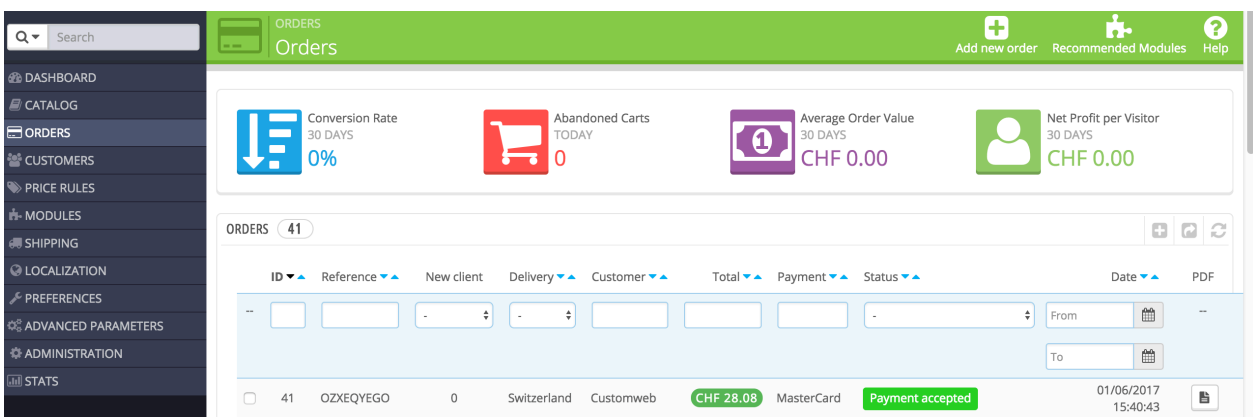 Search
ORDERS
Orders
Add new order
Recommended Modules
Help
DASHBOARD
CATALOG
ORDERS
CUSTOMERS
PRICE RULES
MODULES
SHIPPING
LOCALIZATION
PREFERENCES
ADVANCED PARAMETERS
ADMINISTRATION
STATS
Conversion Rate
30 DAYS
0%
Abandoned Carts
TODAY
0
1
Average Order Value
30 DAYS
CHF 0.00
Net Profit per Visitor
30 DAYS
CHF 0.00
ORDERS 41
ID Reference New client Delivery Customer Total Payment Status Date PDF
-- - - - From --
To
41 OZXEQYEGO 0 Switzerland Customweb CHF 28.08 MasterCard Payment accepted 01/06/2017
15:40:43